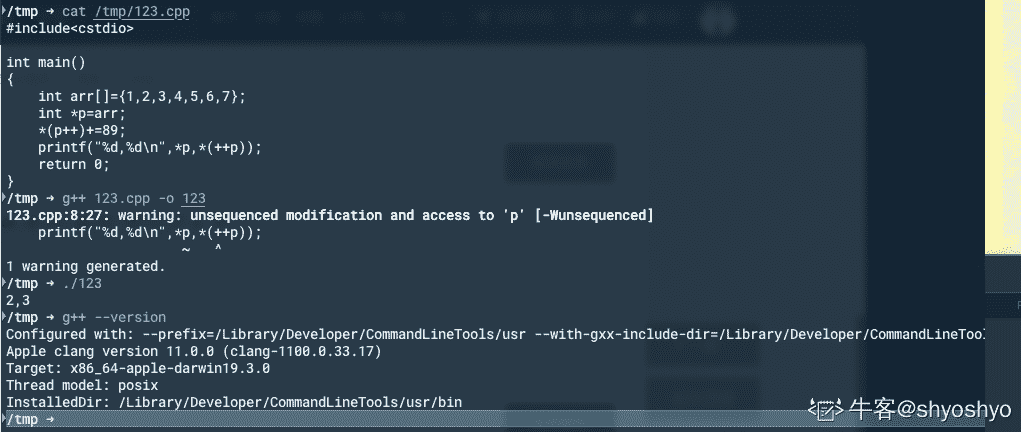 /tmp → cat /tmp/123.cpp
#include<cstdio>
int main()
{
    int arr[]={1,2,3,4,5,6,7};
    int *p=arr;
    *(p++)+=89;
    printf("%d,%d\n",*p,*(++p));
    return 0;
}
/tmp → g++ 123.cpp -o 123
123.cpp:8:27: warning: unsequenced modification and access to 'p' [-Wunsequenced]
    printf("%d,%d\n",*p,*(++p));
                      ~   ^
1 warning generated.
/tmp → ./123
2,3
/tmp → g++ --version
Configured with: --prefix=/Library/Developer/CommandLineTools/usr --with-gxx-include-dir=/Library/Developer/CommandLineTool
Apple clang version 11.0.0 (clang-1100.0.33.17)
Target: x86_64-apple-darwin19.3.0
Thread model: posix
InstalledDir: /Library/Developer/CommandLineTools/usr/bin
/tmp →
牛客@shyoshyo